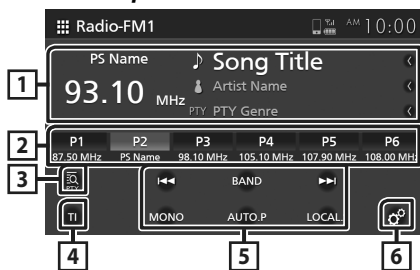 Radio-FM1 AM 10:00
PS Name Song Title
93.10 MHz Artist Name
PTY PTY Genre
1
2
P1 P2 P3 P4 P5 P6
87.50 MHz PS Name 98.10 MHz 105.10 MHz 107.90 MHz 108.00 MHz
3
PTY
BAND
TI MONO AUTO.P LOCAL
4 5 6